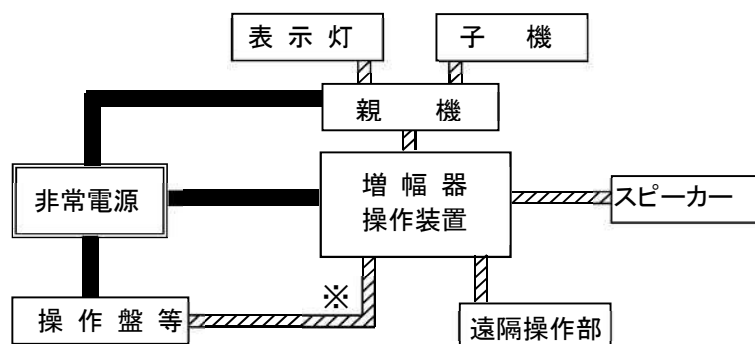 表示灯
子機
親機
増幅器
操作装置
非常電源
スピーカー
※
操作盤等
遠隔操作部